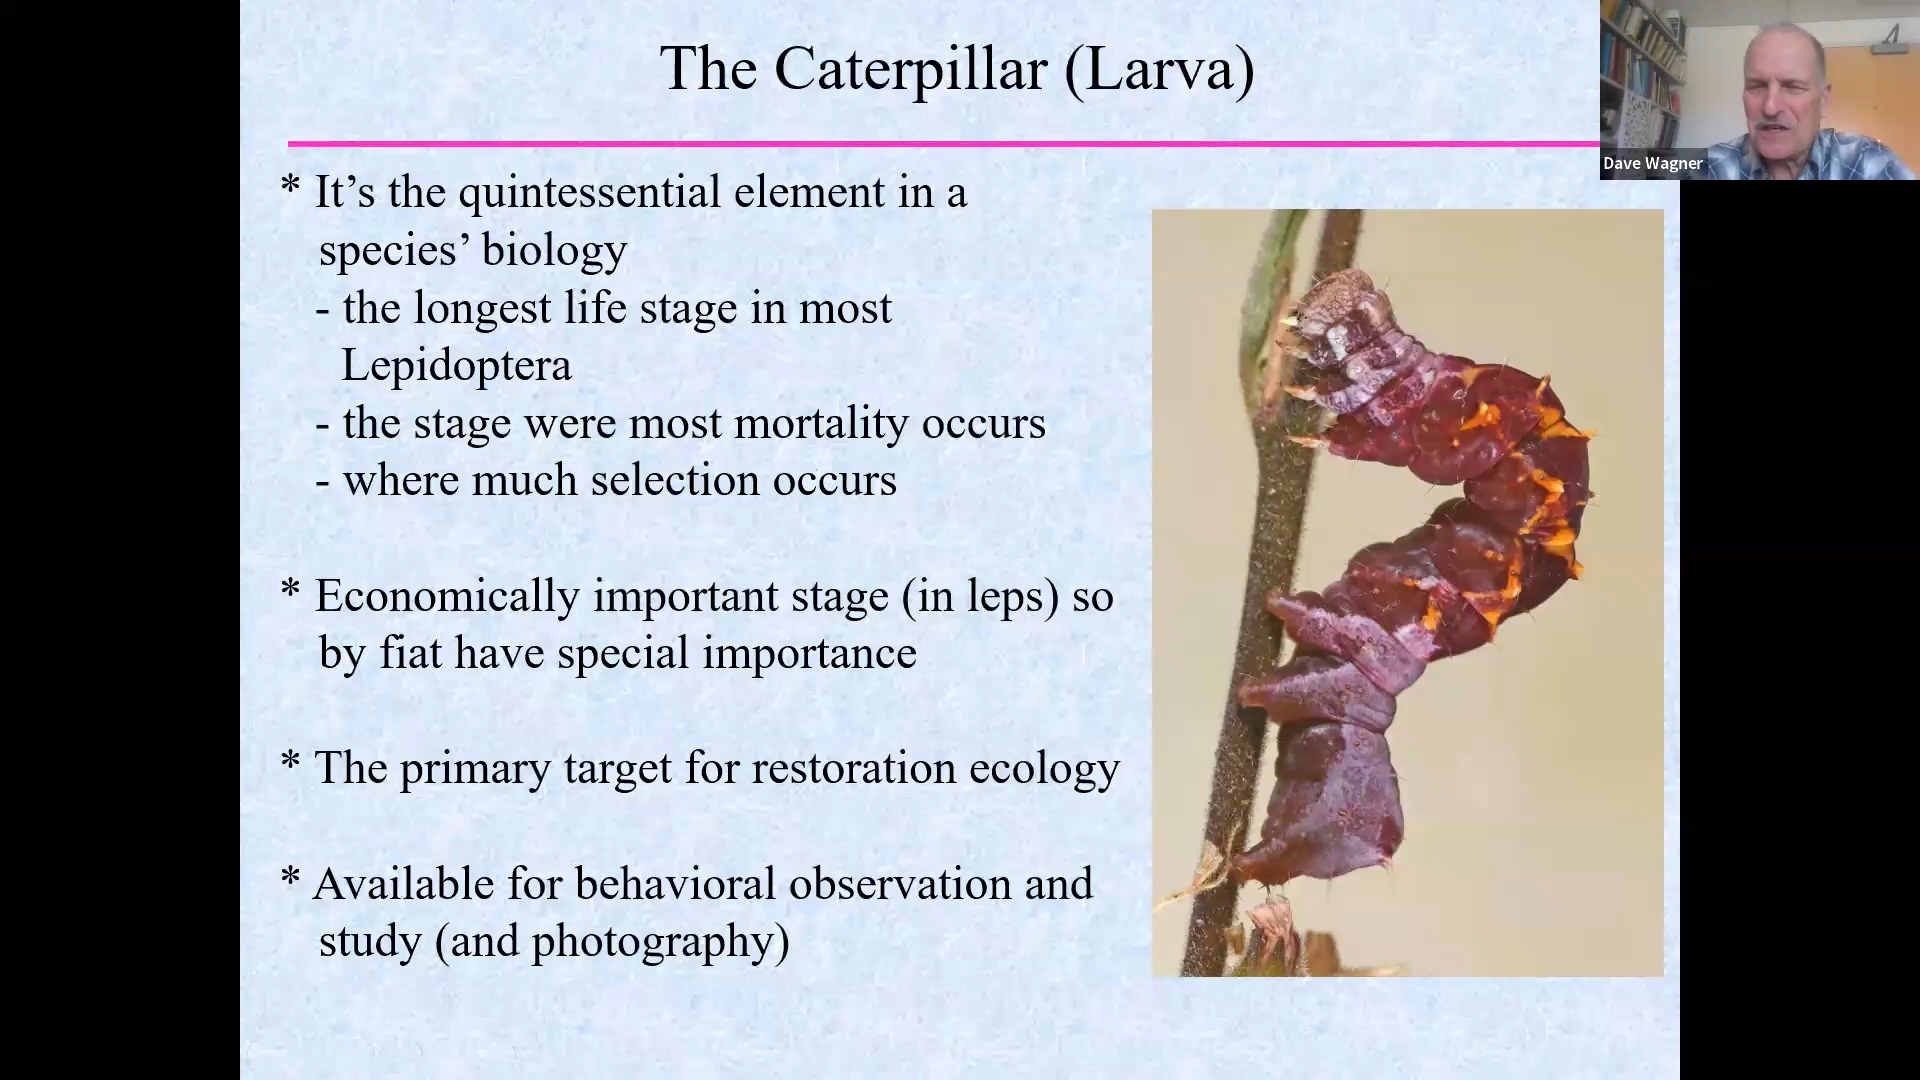 The Caterpillar (Larva)
Dave Wagner
* It’s the quintessential element in a
species’ biology
- the longest life stage in most
Lepidoptera
- the stage were most mortality occurs
- where much selection occurs
* Economically important stage (in leps) so
by fiat have special importance
* The primary target for restoration ecology
* Available for behavioral observation and
study (and photography)